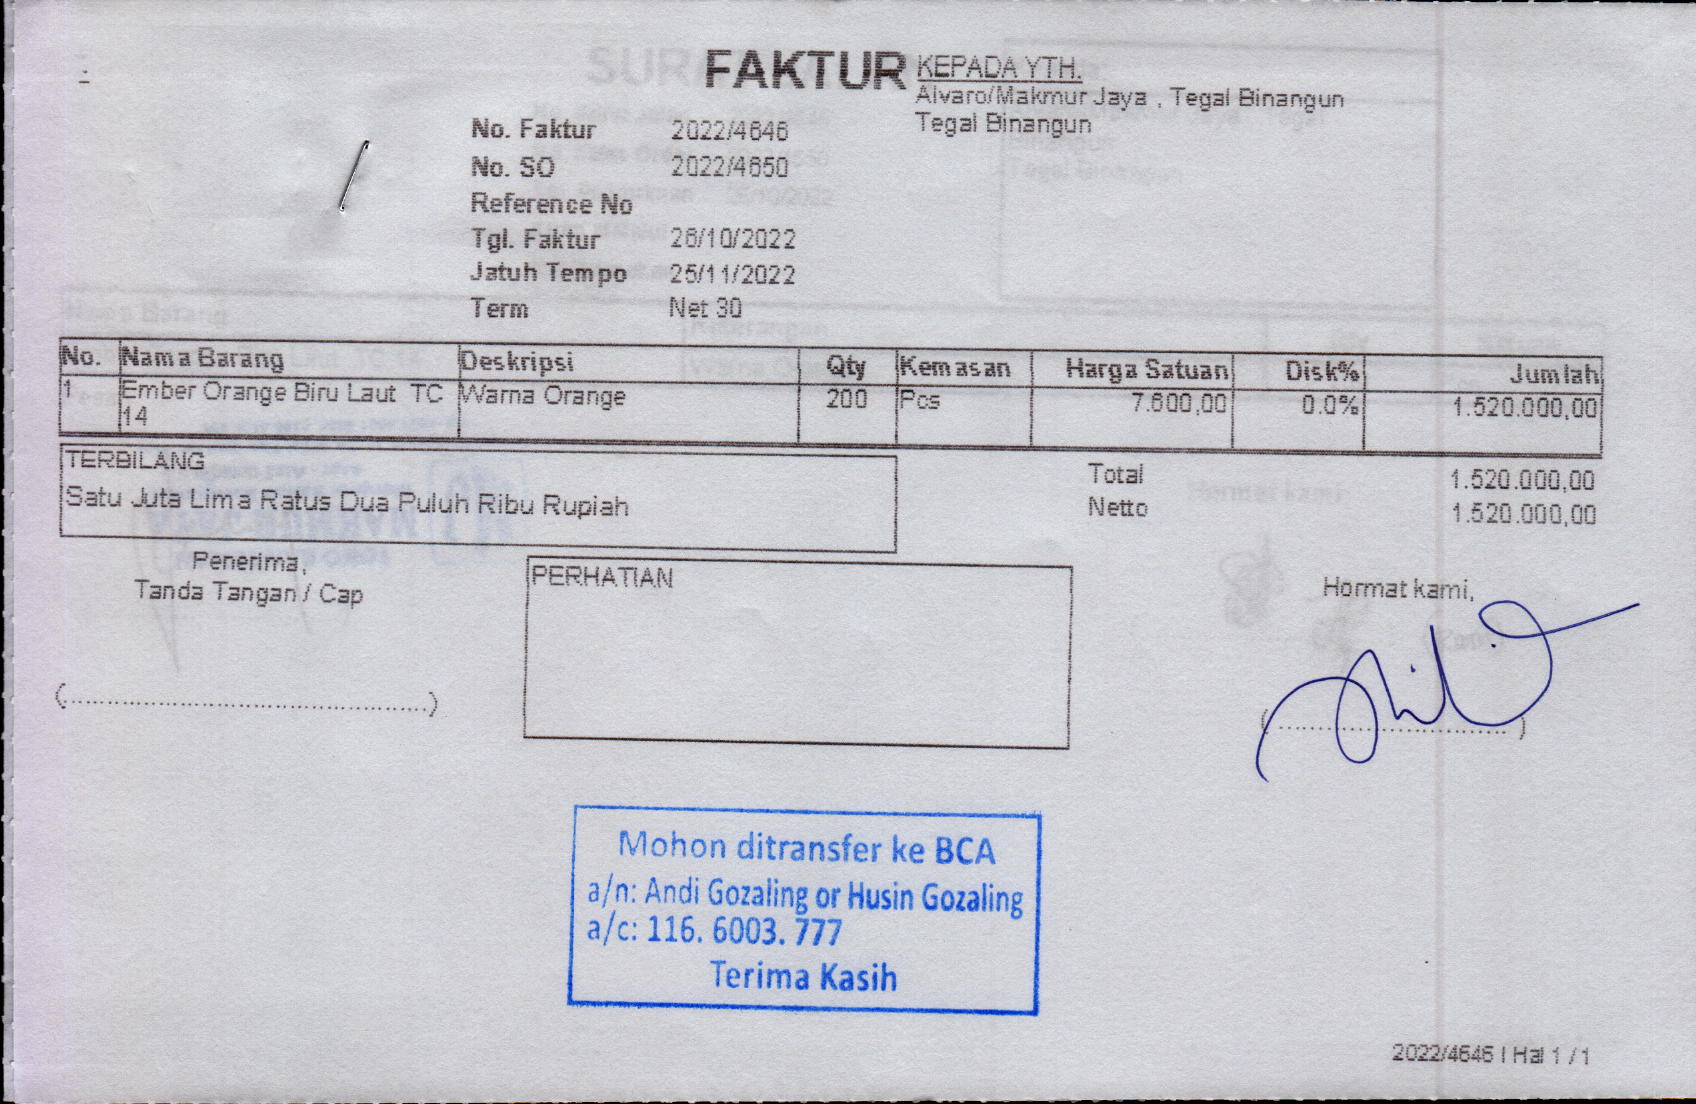 FAKTUR
KEPADA YTH.
Alvaro/Makmur Jaya , Tegal Binangun
Tegal Binangun
No. Faktur 2022/4646
No. SO 2022/4650
Reference No
Tgl. Faktur 26/10/2022
Jatuh Tempo 25/11/2022
Term Net 30
No. Nama Barang Deskripsi Qty Kemasan Harga Satuan Disk% Jumlah
1 Ember Orange Biru Laut TC 14 Warna Orange 200 Pcs 7.600,00 0.0% 1.520.000,00
TERBILANG
Satu Juta Lima Ratus Dua Puluh Ribu Rupiah
Total 1.520.000,00
Netto 1.520.000,00
Penerima,
Tanda Tangan / Cap
(..................................................)
PERHATIAN
Hormat kami,
(..................................)
Mohon ditransfer ke BCA
a/n: Andi Gozaling or Husin Gozaling
a/c: 116. 6003. 777
Terima Kasih
2022/4646 | Hal 1 / 1